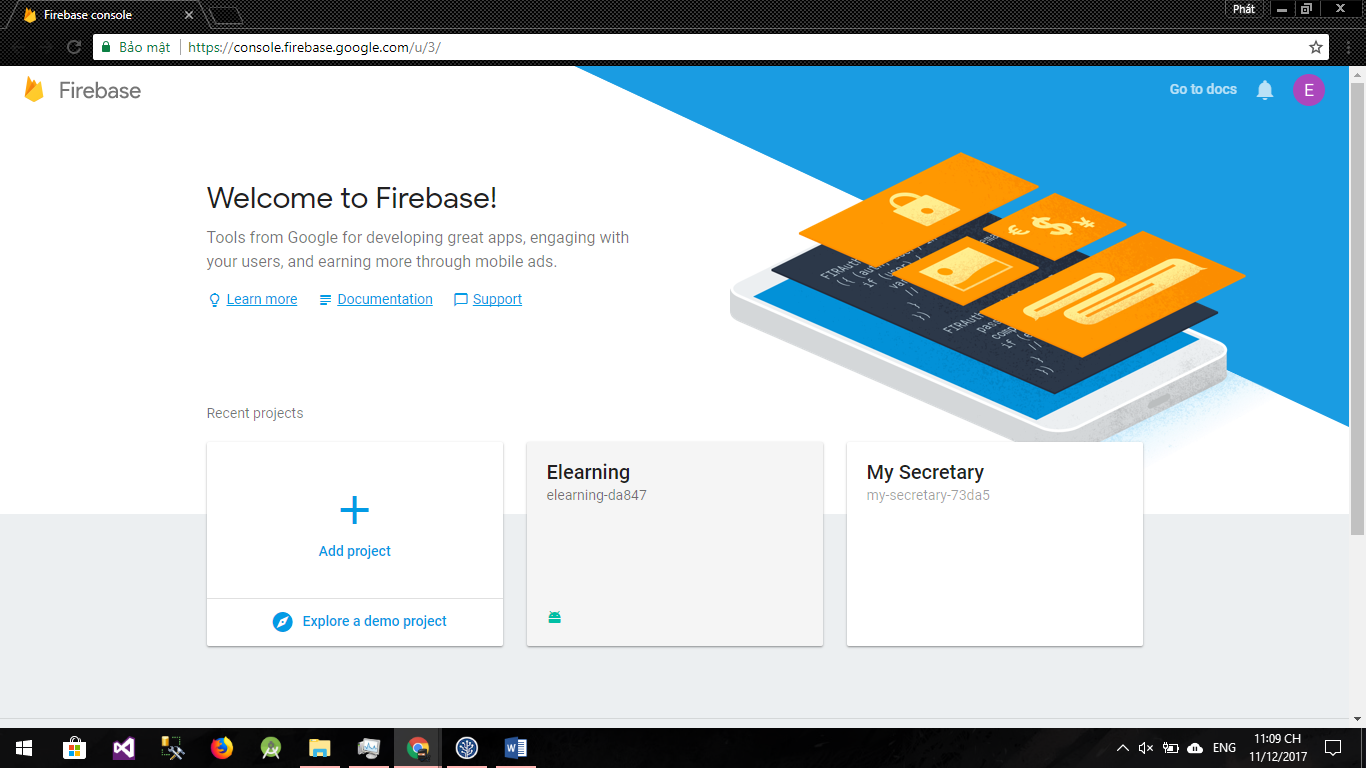 Firebase console
Phát
Bảo mật
https://console.firebase.google.com/u/3/
Firebase
Go to docs
E
Welcome to Firebase!
Tools from Google for developing great apps, engaging with
your users, and earning more through mobile ads.
Learn more
Documentation
Support
Recent projects
Add project
Explore a demo project
Elearning
elearning-da847
My Secretary
my-secretary-73da5
ENG
11:09 CH
11/12/2017